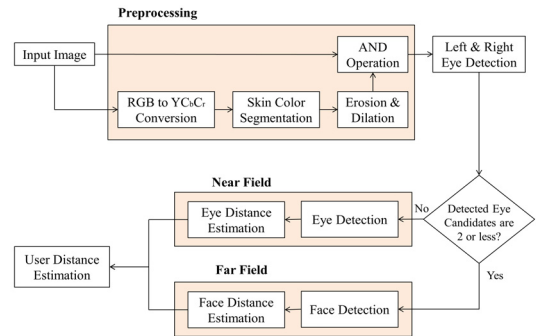 Preprocessing
Input Image
AND
Operation
Left & Right
Eye Detection
RGB to YCbCr
Conversion
Skin Color
Segmentation
Erosion &
Dilation
Near Field
Eye Distance
Estimation
Eye Detection
No
Detected Eye
Candidates are
2 or less?
Yes
User Distance
Estimation
Far Field
Face Distance
Estimation
Face Detection